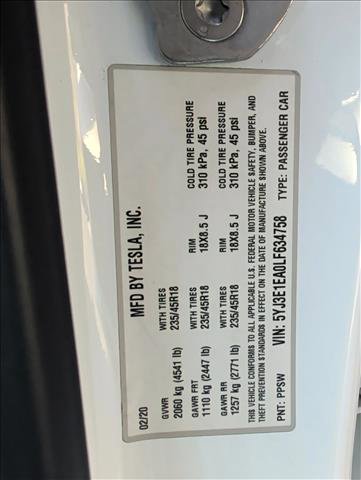 MFD BY TESLA, INC.
02/20
GVWR WITH TIRES RIM COLD TIRE PRESSURE
2060 kg (4541 lb) 235/45R18 18X8.5 J 310 kPa, 45 psi
GAWR FRT
1110 kg (2447 lb)
GAWR RR WITH TIRES RIM COLD TIRE PRESSURE
1257 kg (2771 lb) 235/45R18 18X8.5 J 310 kPa, 45 psi
THIS VEHICLE CONFORMS TO ALL APPLICABLE U.S. FEDERAL MOTOR VEHICLE SAFETY, BUMPER, AND
THEFT PREVENTION STANDARDS IN EFFECT ON THE DATE OF MANUFACTURE SHOWN ABOVE.
VIN: 5YJ3E1EA0LF634758
PNT: PPSW TYPE: PASSENGER CAR